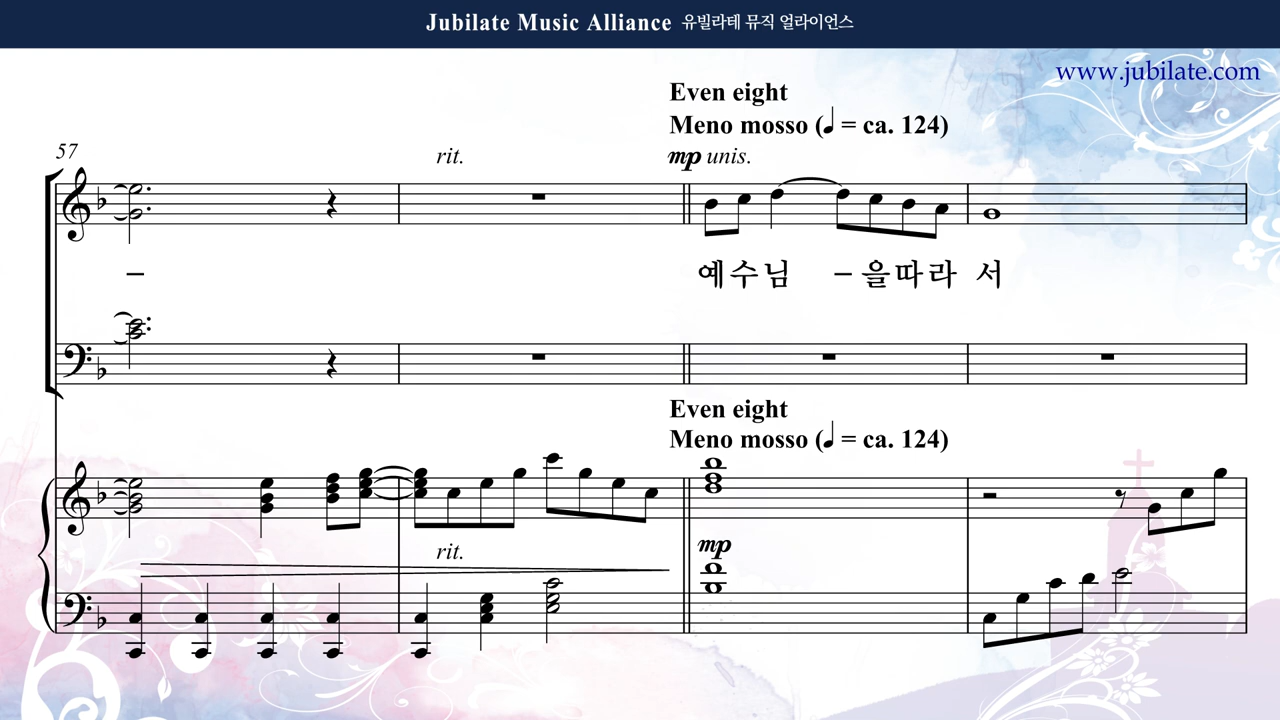 Jubilate Music Alliance 유빌라테 뮤직 얼라이언스
www.jubilate.com
Even eight
Meno mosso (♩ = ca. 124)
57
rit.
mp unis.
– 예수님 –을따라 서
Even eight
Meno mosso (♩ = ca. 124)
rit.
mp